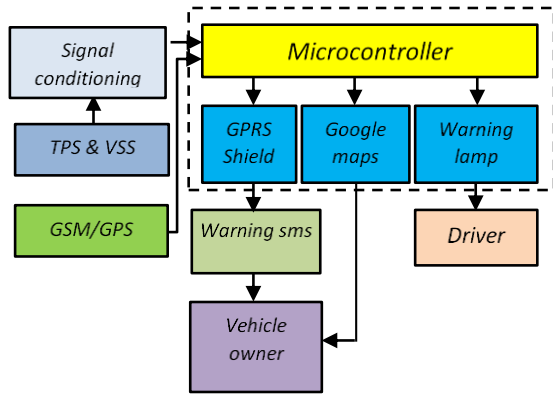 Signal
conditioning
Microcontroller
TPS & VSS
GPRS
Shield
Google
maps
Warning
lamp
GSM/GPS
Warning sms
Driver
Vehicle
owner